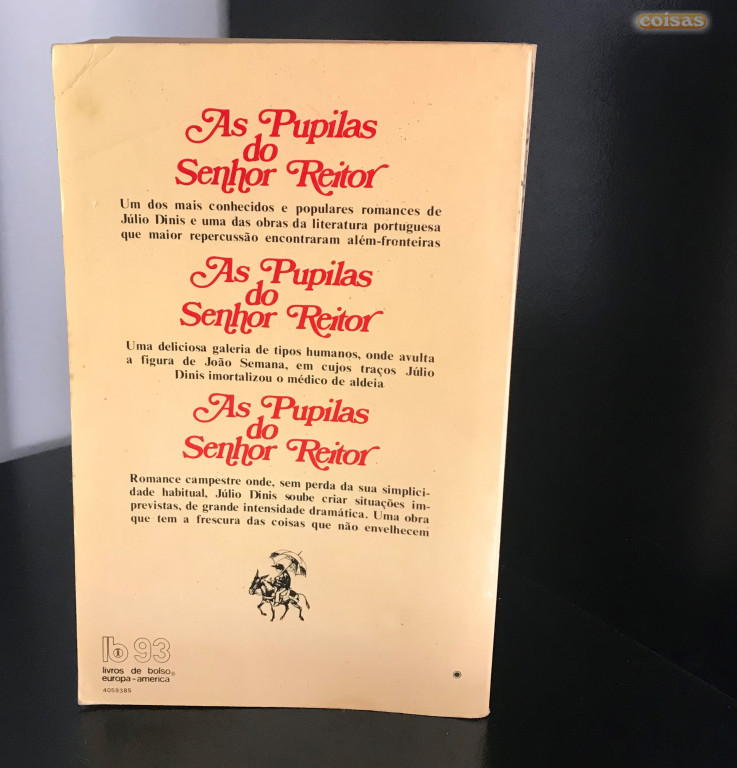 coisas
As Pupilas
do
Senhor Reitor
Um dos mais conhecidos e populares romances de
Júlio Dinis e uma das obras da literatura portuguesa
que maior repercussão encontraram além-fronteiras
As Pupilas
do
Senhor Reitor
Uma deliciosa galeria de tipos humanos, onde avulta
a figura de João Semana, em cujos traços Júlio
Dinis imortalizou o médico de aldeia
As Pupilas
do
Senhor Reitor
Romance campestre onde, sem perda da sua simplici-
dade habitual, Júlio Dinis soube criar situações im-
previstas, de grande intensidade dramática. Uma obra
que tem a frescura das coisas que não envelhecem
lb 93
livros de bolso
europa-america
4059385